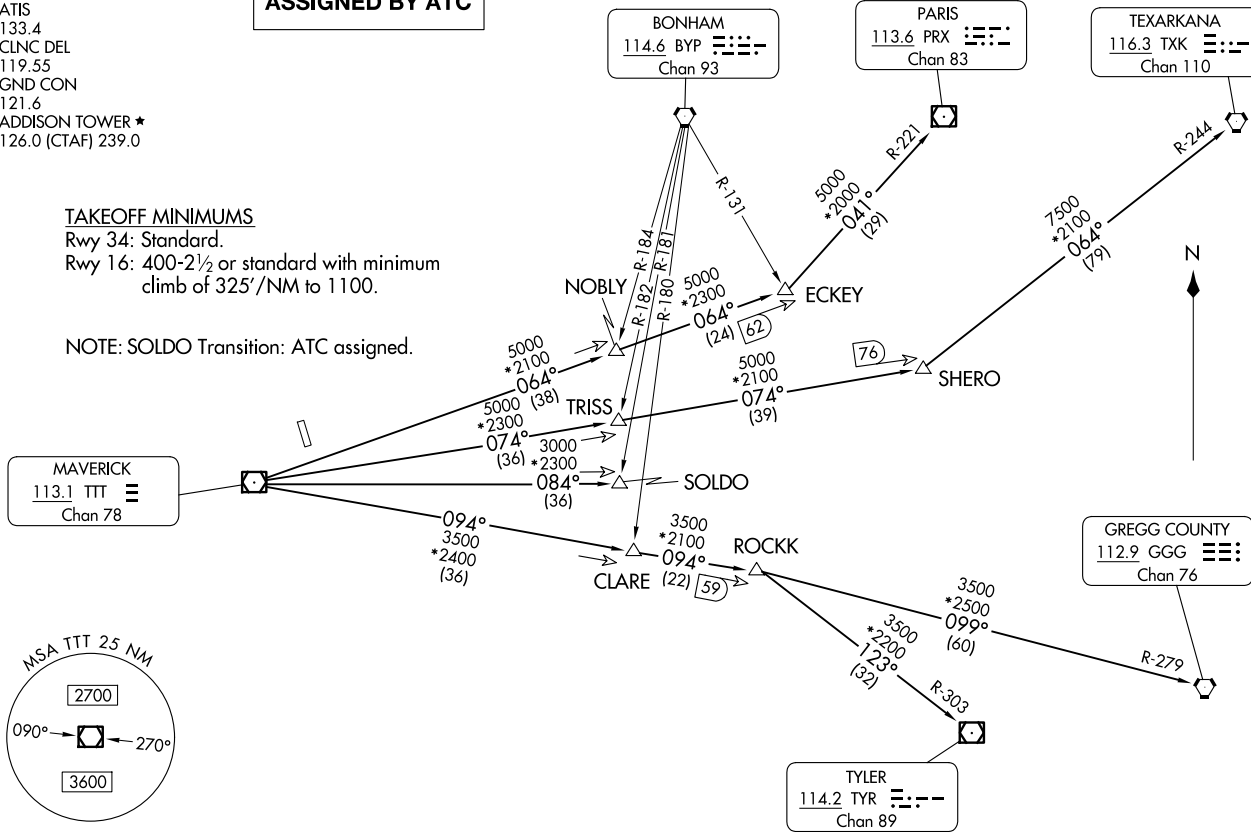 ATIS
133.4
CLNC DEL
119.55
GND CON
121.6
ADDISON TOWER ★
126.0 (CTAF) 239.0
ASSIGNED BY ATC
BONHAM
114.6 BYP
Chan 93
PARIS
113.6 PRX
Chan 83
TEXARKANA
116.3 TXK
Chan 110
TAKEOFF MINIMUMS
Rwy 34: Standard.
Rwy 16: 400-2½ or standard with minimum
climb of 325'/NM to 1100.
NOTE: SOLDO Transition: ATC assigned.
R-221
R-244
R-131
R-184
R-181
R-182
R-180
5000
*2000
041°
(29)
7500
*2100
064°
(79)
N
NOBLY
5000
*2300
064°
(24)
62
ECKEY
5000
*2100
064°
(38)
76
SHERO
5000
*2100
074°
(39)
TRISS
5000
*2300
074°
(36)
3000
*2300
084°
(36)
SOLDO
MAVERICK
113.1 TTT
Chan 78
094°
3500
*2400
(36)
CLARE
3500
*2100
094°
(22)
59
ROCKK
3500
*2500
099°
(60)
R-279
GREGG COUNTY
112.9 GGG
Chan 76
3500
*2200
123°
(32)
R-303
TYLER
114.2 TYR
Chan 89
MSA TTT 25 NM
2700
090°
270°
3600